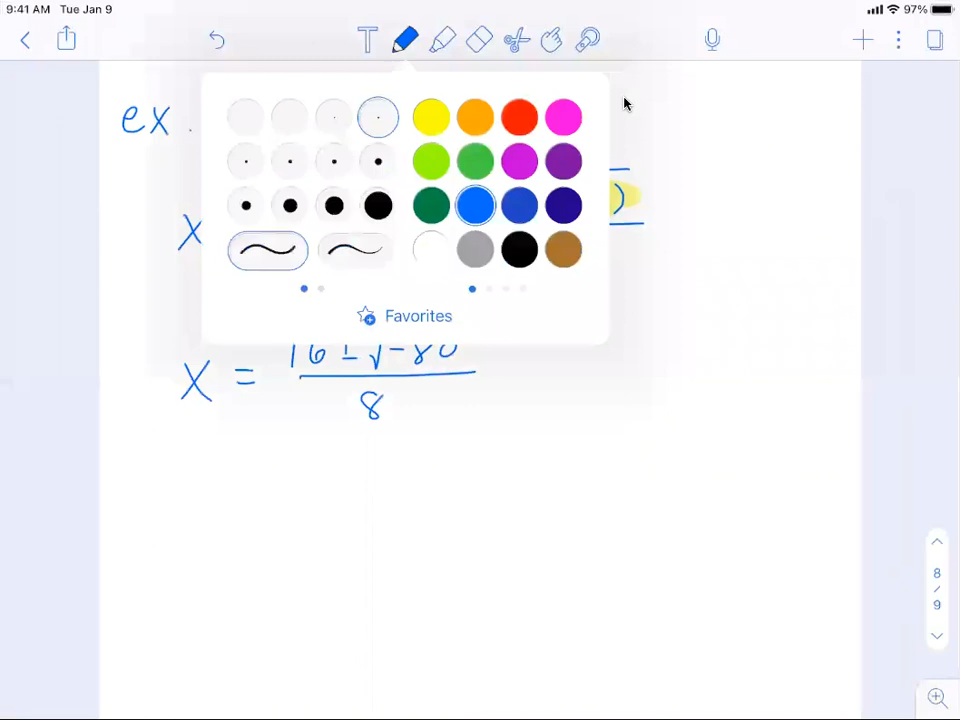 9:41 AM Tue Jan 9 97%
T
ex.
x )
Favorites
x = 16 ± √-80
8
8
/
9